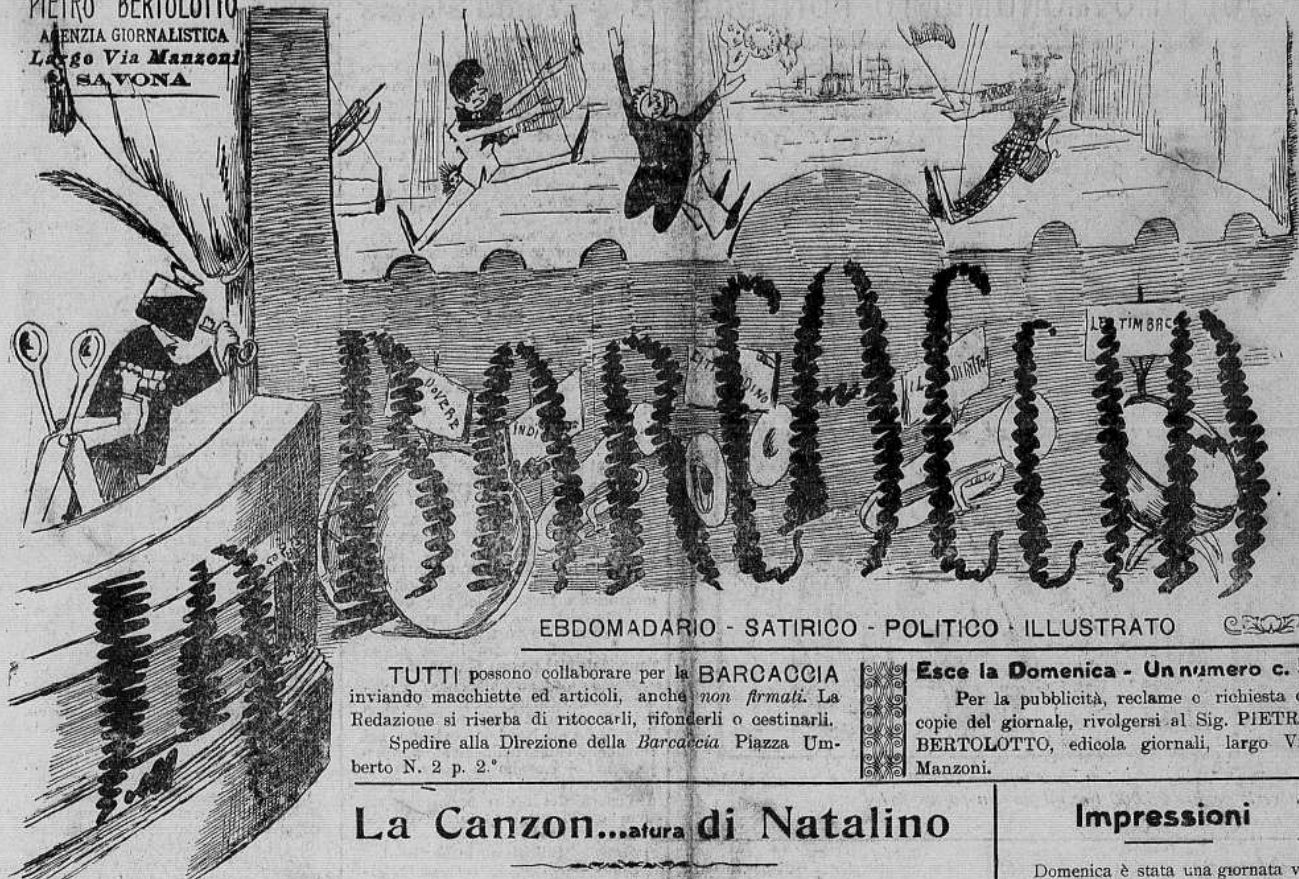 PIETRO BERTOLOTTO
AGENZIA GIORNALISTICA
Largo Via Manzoni
SAVONA
DOVERE
LA BARCACCIA
EBDOMADARIO - SATIRICO - POLITICO - ILLUSTRATO
TUTTI possono collaborare per la BARCACCIA
inviando macchiette ed articoli, anche non firmati. La
Redazione si riserba di ritoccarli, rifonderli o cestinarli.
Spedire alla Direzione della Barcaccia Piazza Um-
berto N. 2 p. 2.°
Esce la Domenica - Un numero c.
Per la pubblicità, reclame o richiesta
copie del giornale, rivolgersi al Sig. PIETR
BERTOLOTTO, edicola giornali, largo V
Manzoni.
La Canzon...atura di Natalino
Impressioni
Domenica è stata una giornata v